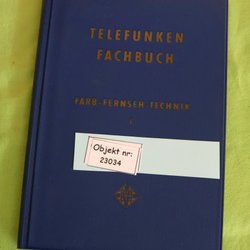 TELEFUNKEN
FACHBUCH
FARB-FERNSEH-TECHNIK
Objekt nr:
23034